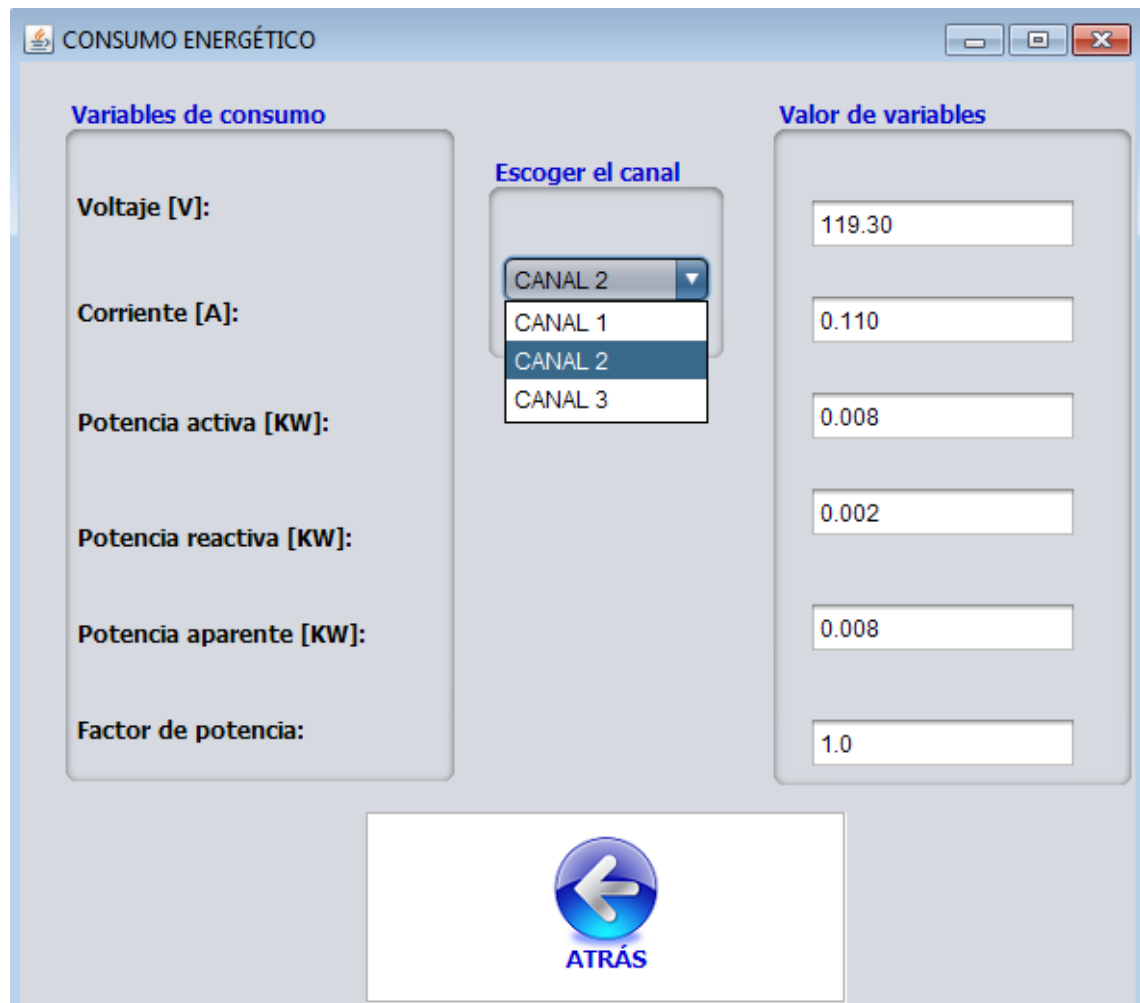 CONSUMO ENERGÉTICO
Variables de consumo
Voltaje [V]:
Corriente [A]:
Potencia activa [KW]:
Potencia reactiva [KW]:
Potencia aparente [KW]:
Factor de potencia:
Escoger el canal
CANAL 2
CANAL 1
CANAL 2
CANAL 3
Valor de variables
119.30
0.110
0.008
0.002
0.008
1.0
ATRÁS